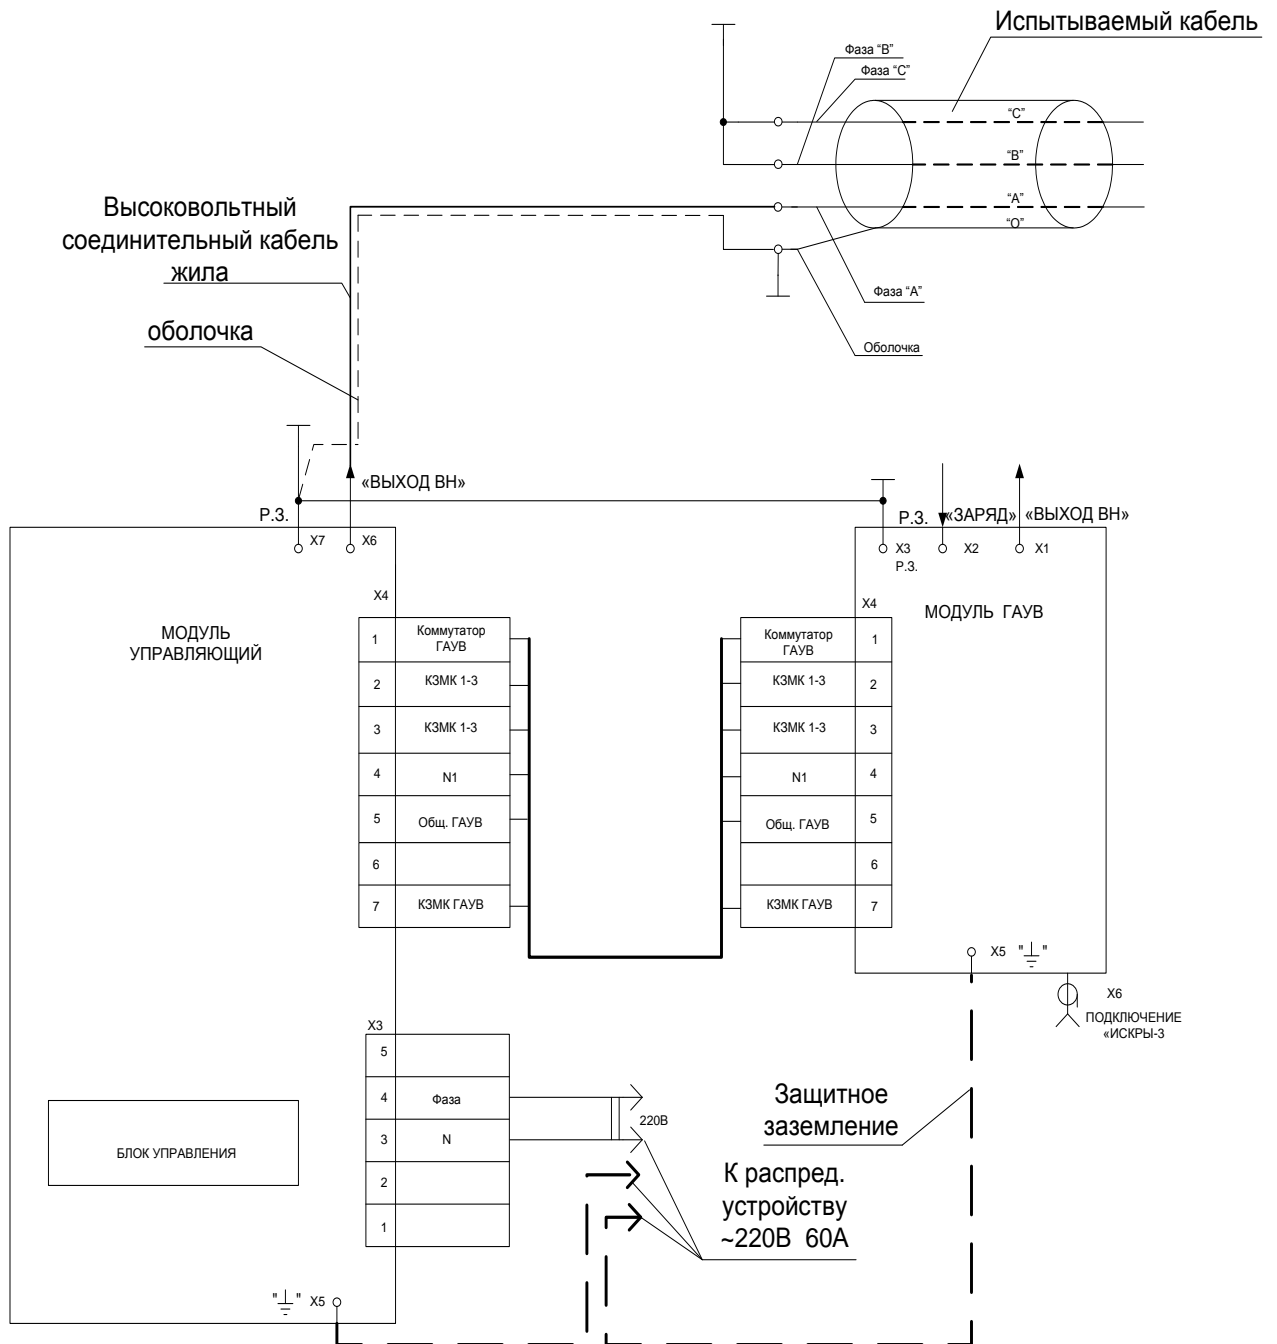 Испытываемый кабель
Фаза "В"
Фаза "С"
"С"
"В"
"А"
"О"
Высоковольтный
соединительный кабель
жила
оболочка
Фаза "А"
Оболочка
«ВЫХОД ВН»
Р.З.
Х7
Х6
Р.З.
«ЗАРЯД»
«ВЫХОД ВН»
Х3
Р.З.
Х2
Х1
МОДУЛЬ
УПРАВЛЯЮЩИЙ
Х4
1
Коммутатор
ГАУВ
2
КЗМК 1-3
3
КЗМК 1-3
4
N1
5
Общ. ГАУВ
6
7
КЗМК ГАУВ
МОДУЛЬ ГАУВ
Х4
Коммутатор
ГАУВ
1
КЗМК 1-3
2
КЗМК 1-3
3
N1
4
Общ. ГАУВ
5
6
КЗМК ГАУВ
7
Х5 " "
Х6
ПОДКЛЮЧЕНИЕ
«ИСКРЫ-3
Х3
5
4
Фаза
3
N
2
1
220В
БЛОК УПРАВЛЕНИЯ
Защитное
заземление
К распред.
устройству
~220В 60А
" " Х5